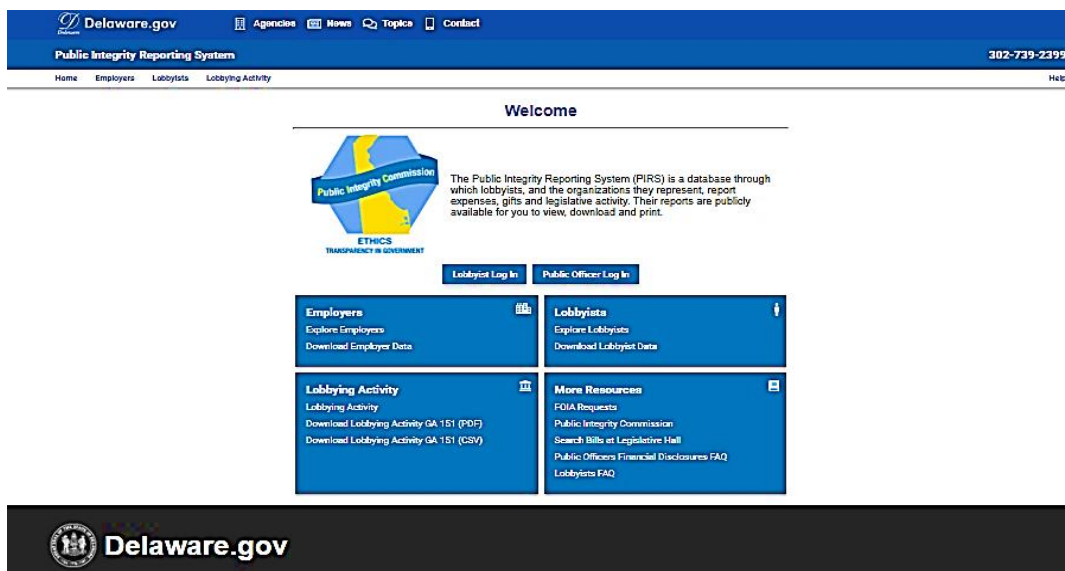 Delaware.gov Agencies News Topics Contact
Public Integrity Reporting System 302-739-2399
Home Employers Lobbyists Lobbying Activity Help
Welcome
Public Integrity Commission
ETHICS
TRANSPARENCY IN GOVERNMENT
The Public Integrity Reporting System (PIRS) is a database through
which lobbyists, and the organizations they represent, report
expenses, gifts and legislative activity. Their reports are publicly
available for you to view, download and print.
Lobbyist Log In Public Officer Log In
Employers
Explore Employers
Download Employer Data
Lobbyists
Explore Lobbyists
Download Lobbyist Data
Lobbying Activity
Lobbying Activity
Download Lobbying Activity GA 151 (PDF)
Download Lobbying Activity GA 151 (CSV)
More Resources
FOIA Requests
Public Integrity Commission
Search Bills at Legislative Hall
Public Officers Financial Disclosures FAQ
Lobbyists FAQ
Delaware.gov